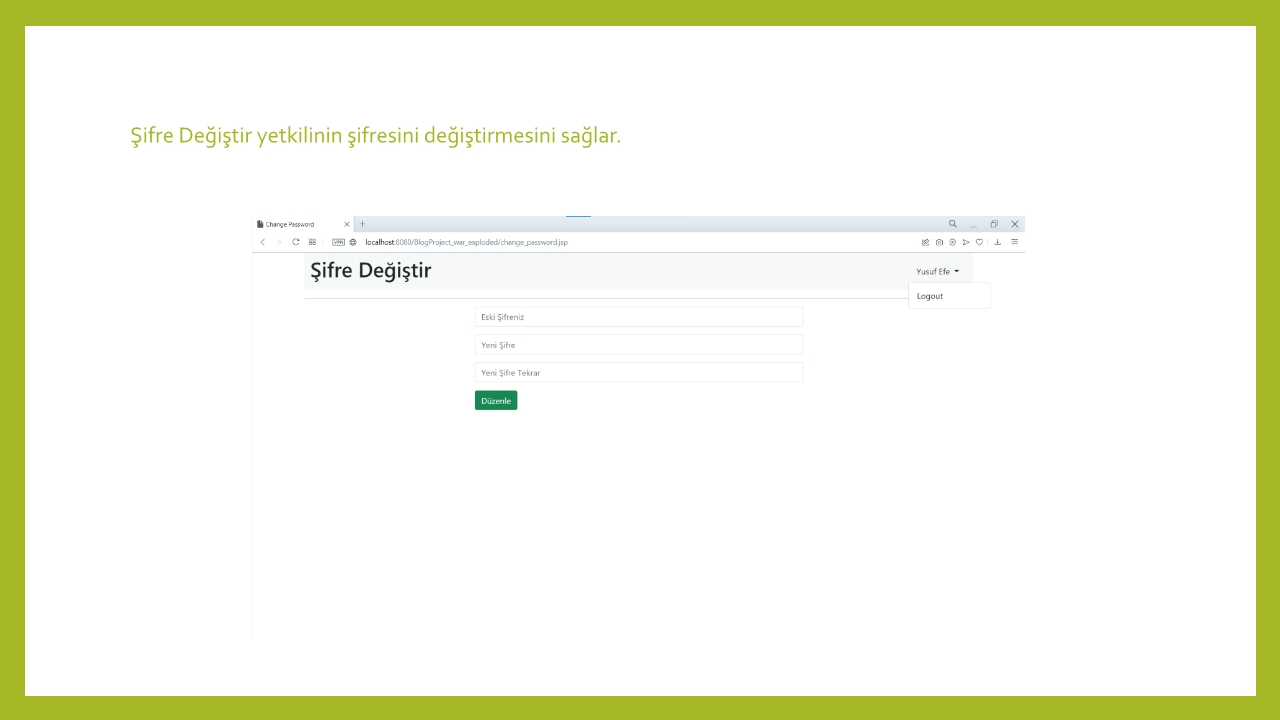 Şifre Değiştir yetkilinin şifresini değiştirmesini sağlar.
Change Password
VPN localhost:8080/BlogProject_war_exploded/change_password.jsp
Şifre Değiştir
Yusuf Efe
Logout
Eski Şifreniz
Yeni Şifre
Yeni Şifre Tekrar
Düzenle